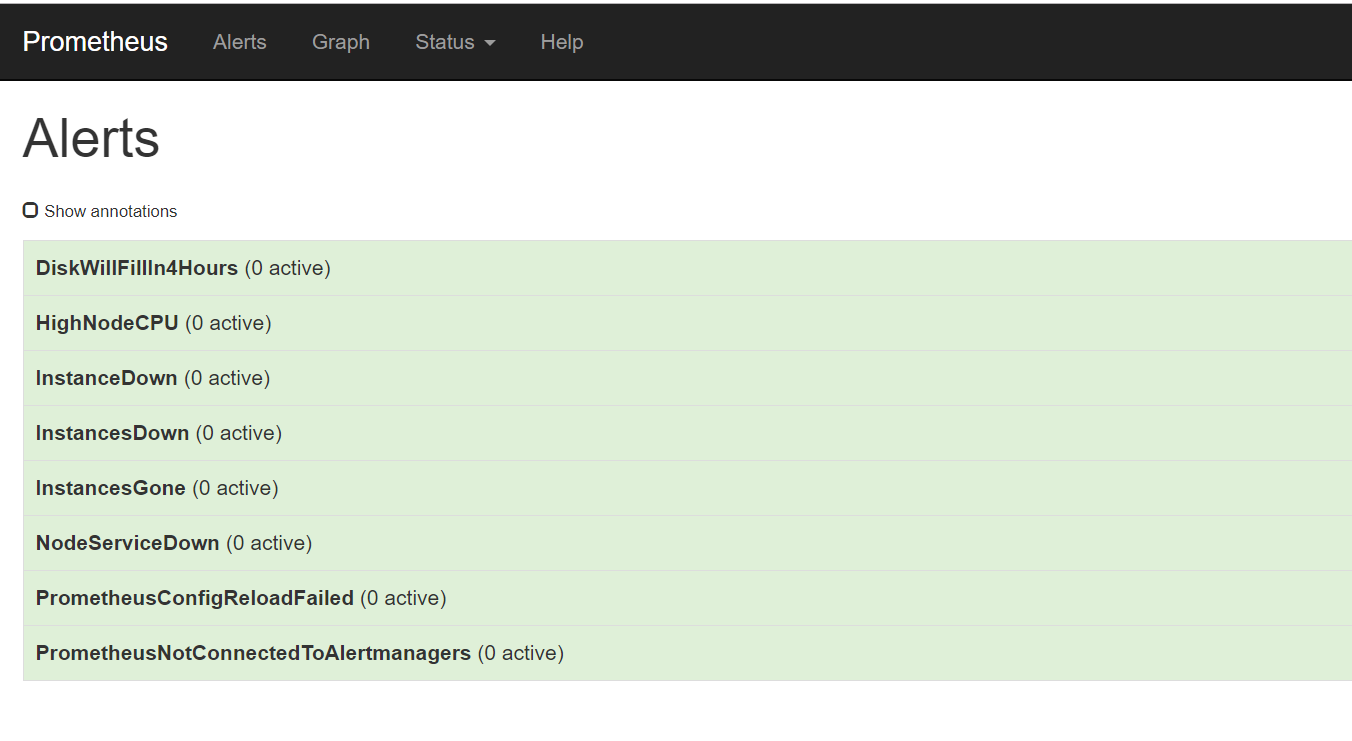 Prometheus Alerts Graph Status Help
Alerts
Show annotations
DiskWillFillIn4Hours (0 active)
HighNodeCPU (0 active)
InstanceDown (0 active)
InstancesDown (0 active)
InstancesGone (0 active)
NodeServiceDown (0 active)
PrometheusConfigReloadFailed (0 active)
PrometheusNotConnectedToAlertmanagers (0 active)